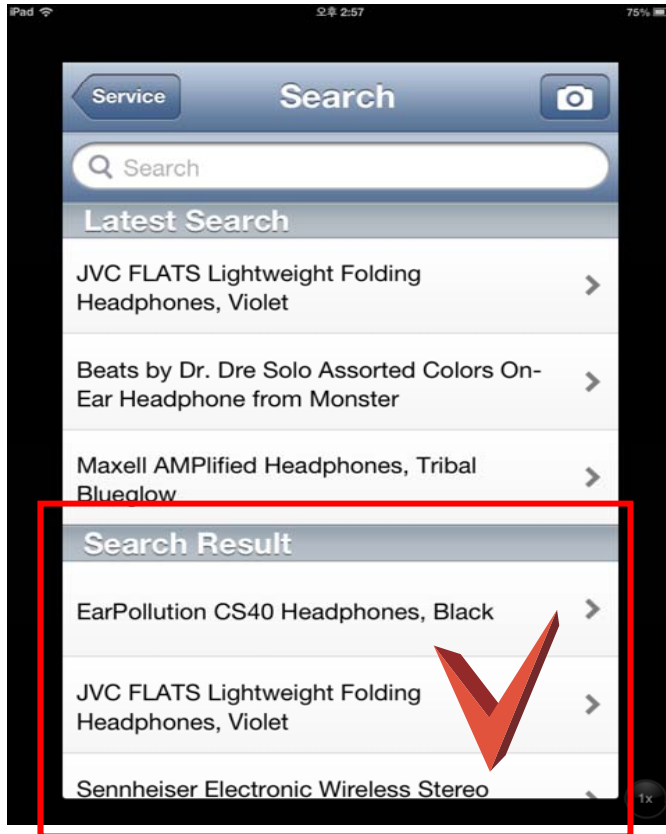 iPad 오후 2:57 75%
Service Search
Search
Latest Search
JVC FLATS Lightweight Folding
Headphones, Violet
Beats by Dr. Dre Solo Assorted Colors On-
Ear Headphone from Monster
Maxell AMPlified Headphones, Tribal
Blueglow
Search Result
EarPollution CS40 Headphones, Black
JVC FLATS Lightweight Folding
Headphones, Violet
Sennheiser Electronic Wireless Stereo
1x